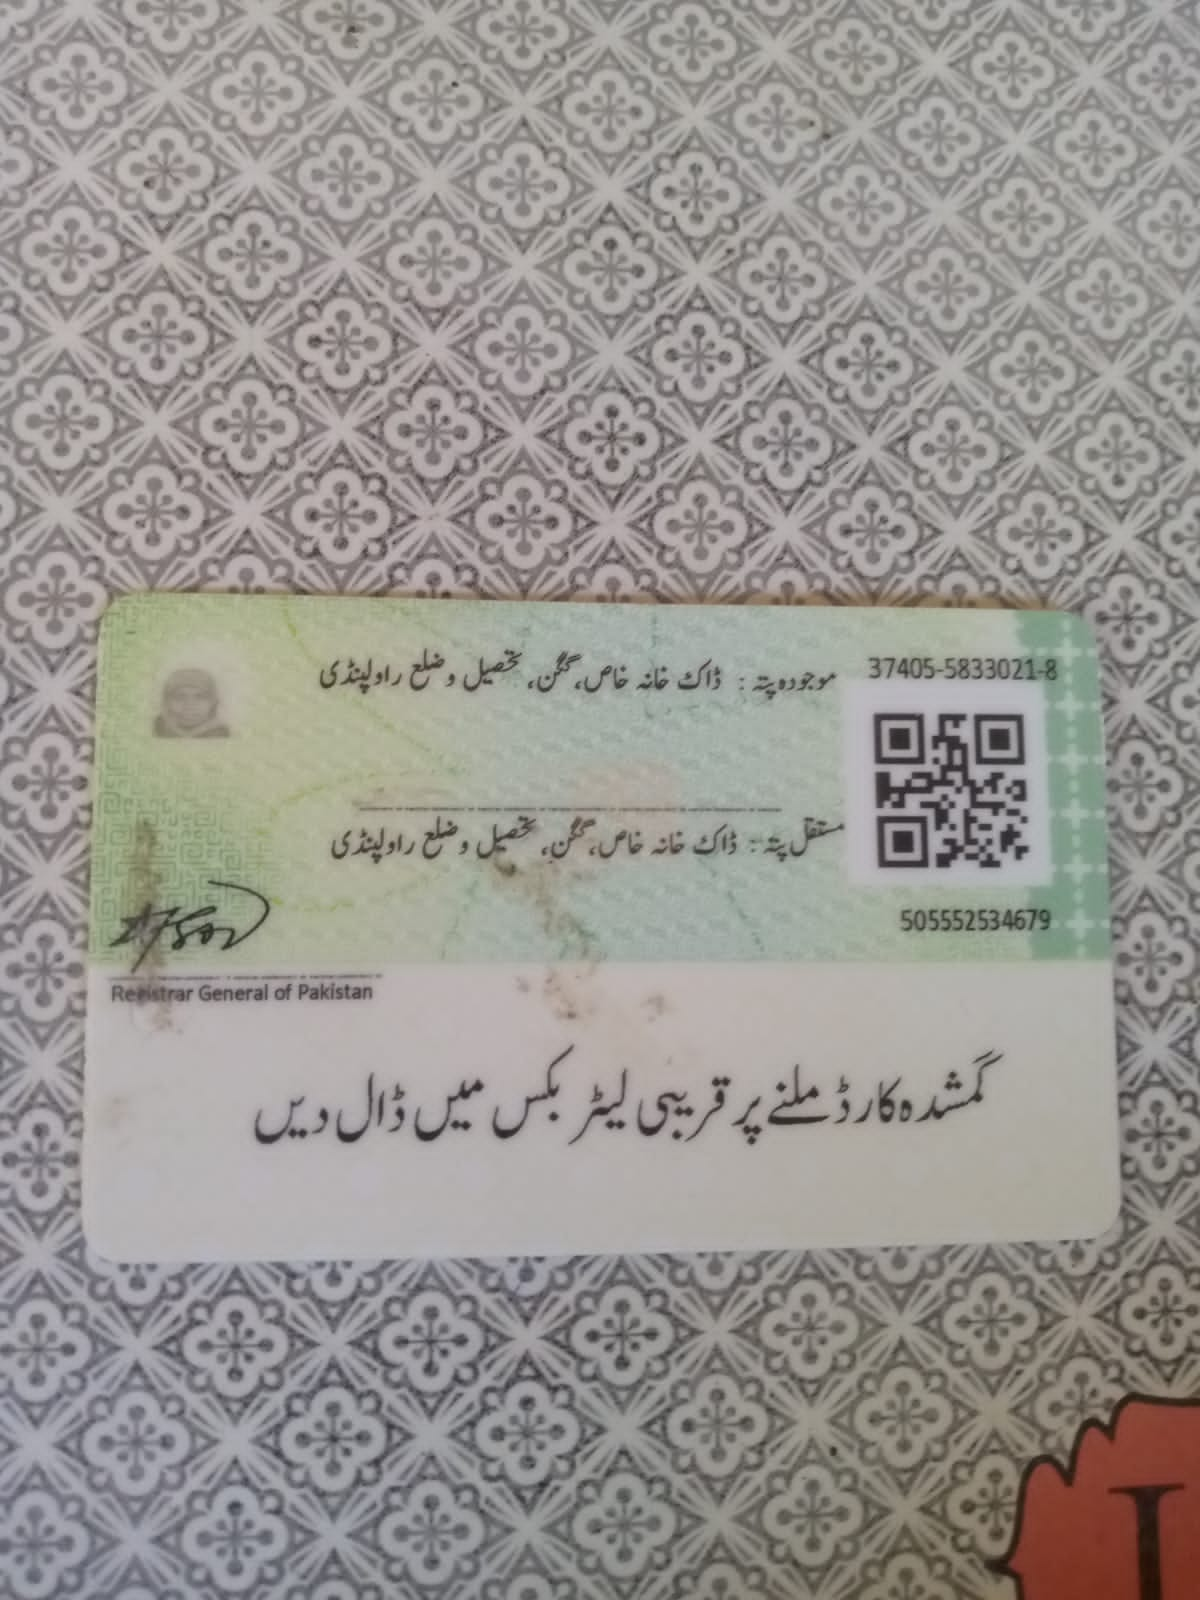 37405-5833021-8
موجودہ پتہ : ڈاک خانہ خاص، گگن، تحصیل و ضلع راولپنڈی
مستقل پتہ : ڈاک خانہ خاص، گگن، تحصیل و ضلع راولپنڈی
505552534679
Registrar General of Pakistan
گمشدہ کارڈ ملنے پر قریبی لیٹر بکس میں ڈال دیں